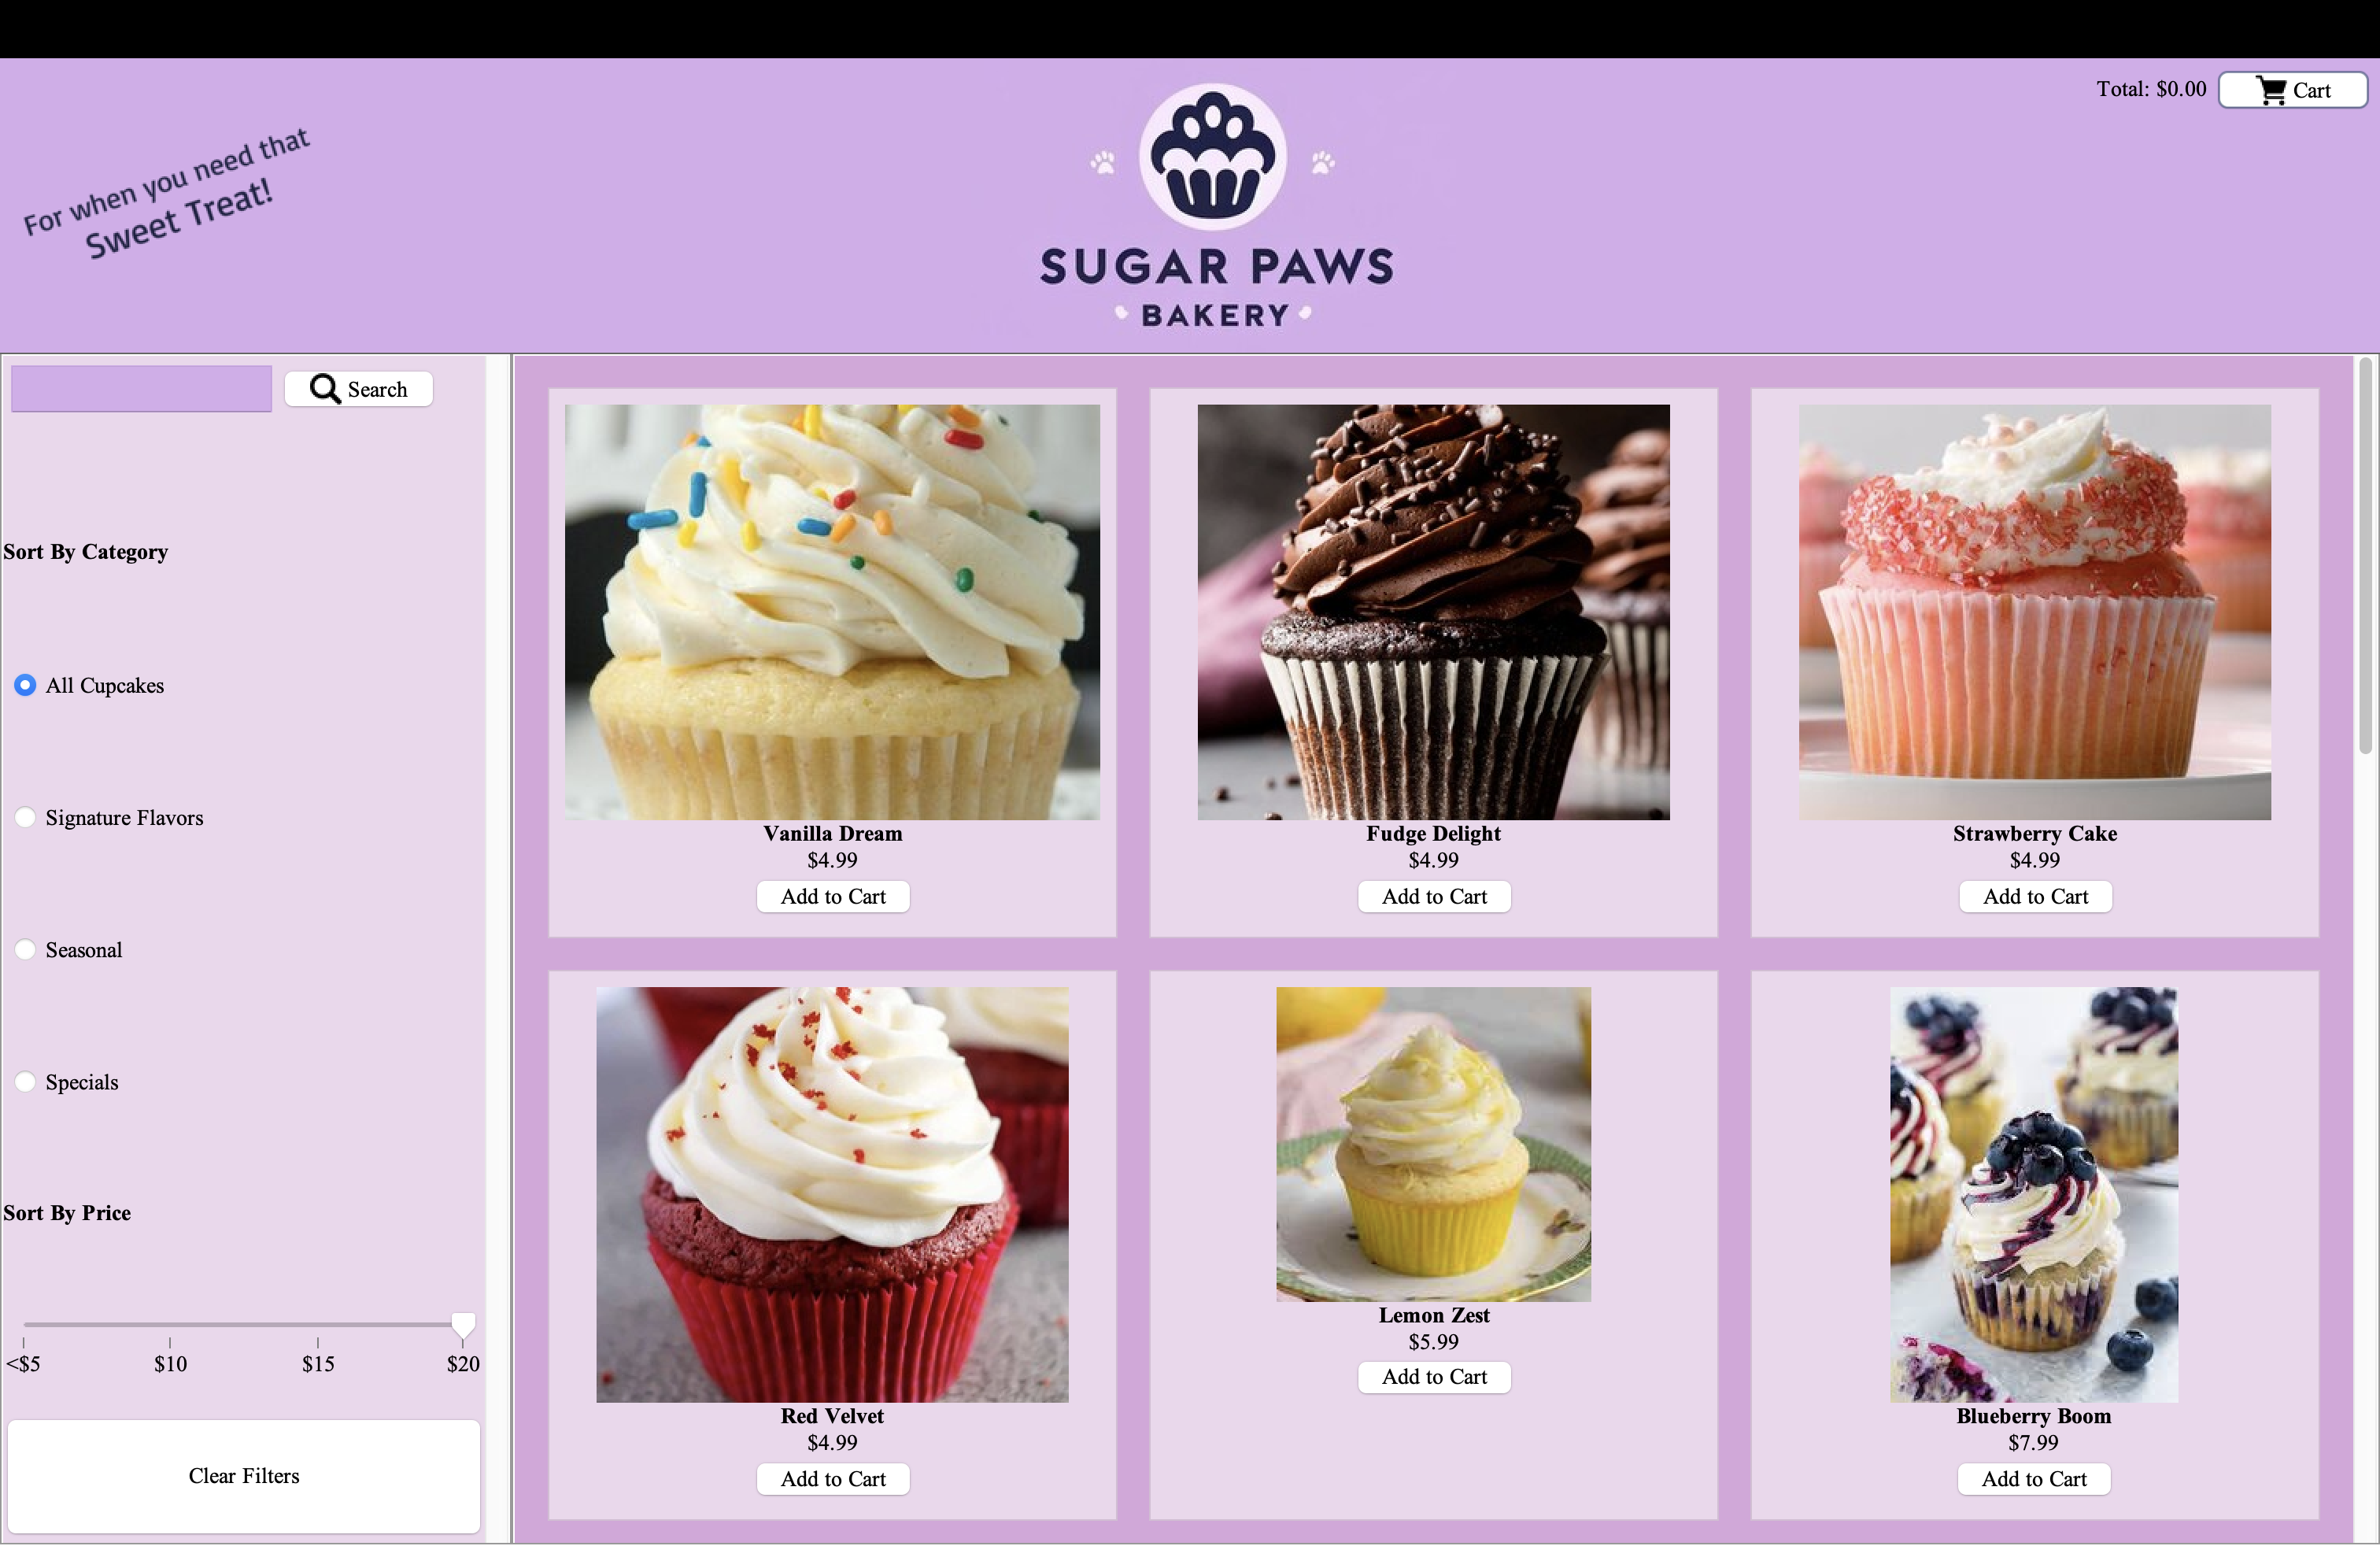 Total: $0.00
Cart
For when you need that
Sweet Treat!
SUGAR PAWS
BAKERY
Search
Sort By Category
All Cupcakes
Signature Flavors
Seasonal
Specials
Sort By Price
<$5 $10 $15 $20
Clear Filters
Vanilla Dream
$4.99
Add to Cart
Fudge Delight
$4.99
Add to Cart
Strawberry Cake
$4.99
Add to Cart
Red Velvet
$4.99
Add to Cart
Lemon Zest
$5.99
Add to Cart
Blueberry Boom
$7.99
Add to Cart